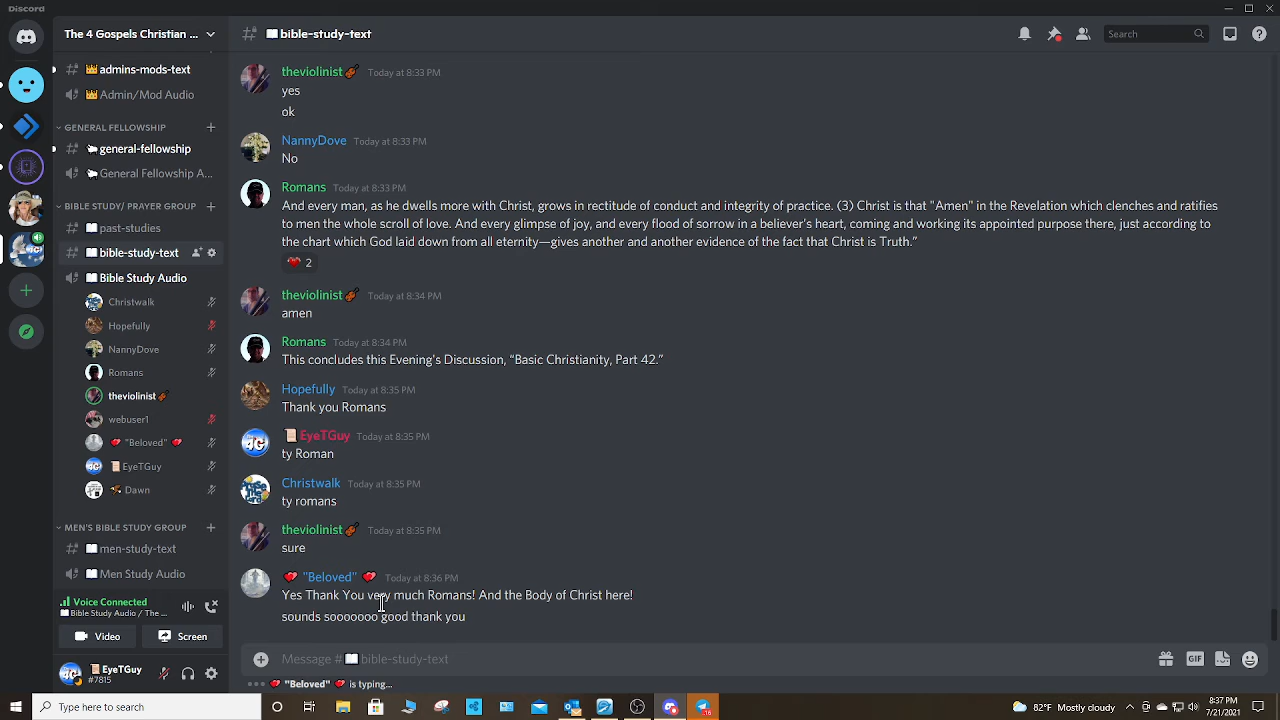 Discord
The 4 Gospels Christian ...
bible-study-text
Search
admins-mods-text
Admin/Mod Audio
GENERAL FELLOWSHIP
general-fellowship
General Fellowship A...
BIBLE STUDY/ PRAYER GROUP
past-studies
bible-study-text
Bible Study Audio
Christwalk
Hopefully
NannyDove
Romans
theviolinist
webuser1
"Beloved"
EyeTGuy
Dawn
MEN'S BIBLE STUDY GROUP
men-study-text
Men Study Audio
Voice Connected
Bible Study Audio / The ...
Video
Screen
EyeTGuy
#7815
theviolinist Today at 8:33 PM
yes
ok
NannyDove Today at 8:33 PM
No
Romans Today at 8:33 PM
And every man, as he dwells more with Christ, grows in rectitude of conduct and integrity of practice. (3) Christ is that "Amen" in the Revelation which clenches and ratifies
to men the whole scroll of love. And every glimpse of joy, and every flood of sorrow in a believer's heart, coming and working its appointed purpose there, just according to
the chart which God laid down from all eternity—gives another and another evidence of the fact that Christ is Truth.”
2
theviolinist Today at 8:34 PM
amen
Romans Today at 8:34 PM
This concludes this Evening's Discussion, “Basic Christianity, Part 42.”
Hopefully Today at 8:35 PM
Thank you Romans
EyeTGuy Today at 8:35 PM
ty Roman
Christwalk Today at 8:35 PM
ty romans
theviolinist Today at 8:35 PM
sure
"Beloved" Today at 8:36 PM
Yes Thank You very much Romans! And the Body of Christ here!
sounds sooooooo good thank you
Message # bible-study-text
GIF
"Beloved" is typing...
Type here to search
82°F Mostly cloudy
8:37 PM
7/21/2021